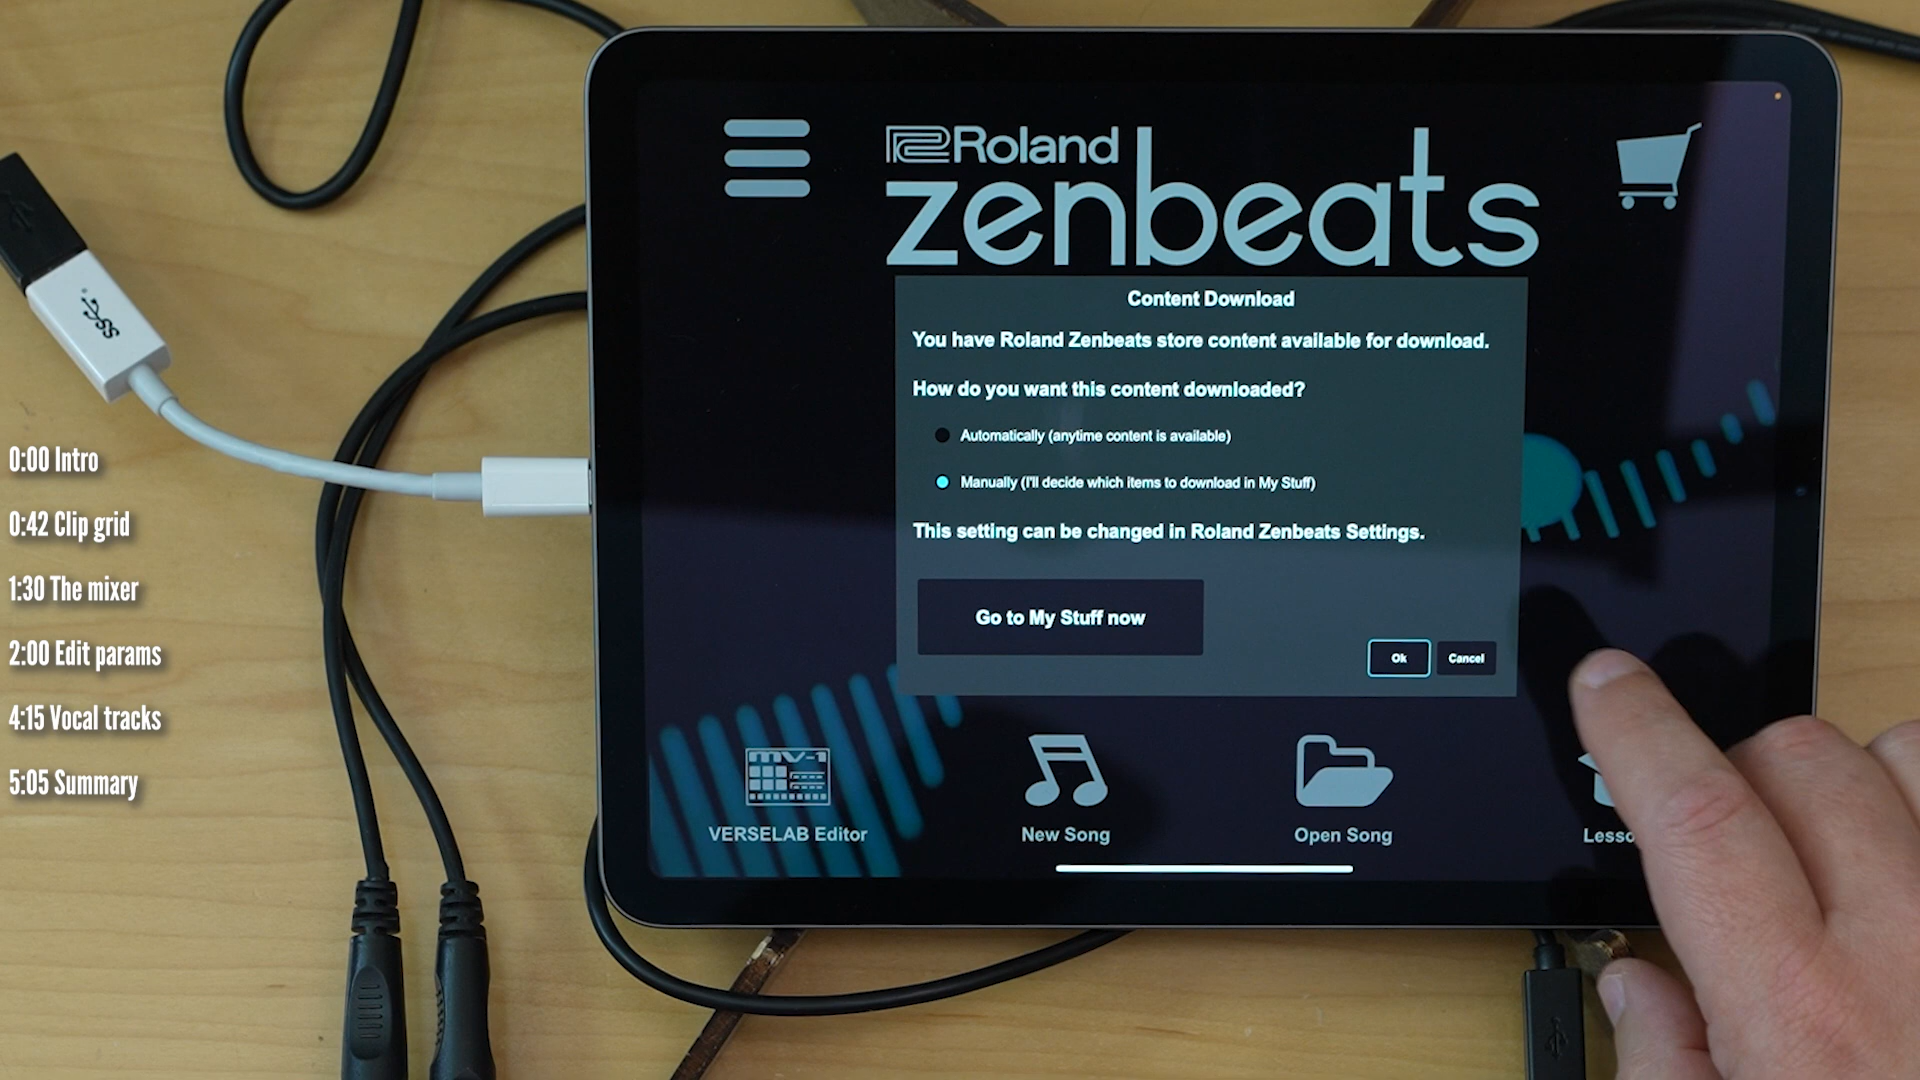 0:00 Intro
0:42 Clip grid
1:30 The mixer
2:00 Edit params
4:15 Vocal tracks
5:05 Summary
Roland
zenbeats
Content Download
You have Roland Zenbeats store content available for download.
How do you want this content downloaded?
Automatically (anytime content is available)
Manually (I'll decide which items to download in My Stuff)
This setting can be changed in Roland Zenbeats Settings.
Go to My Stuff now
Ok
Cancel
MV-1
VERSELAB Editor
New Song
Open Song